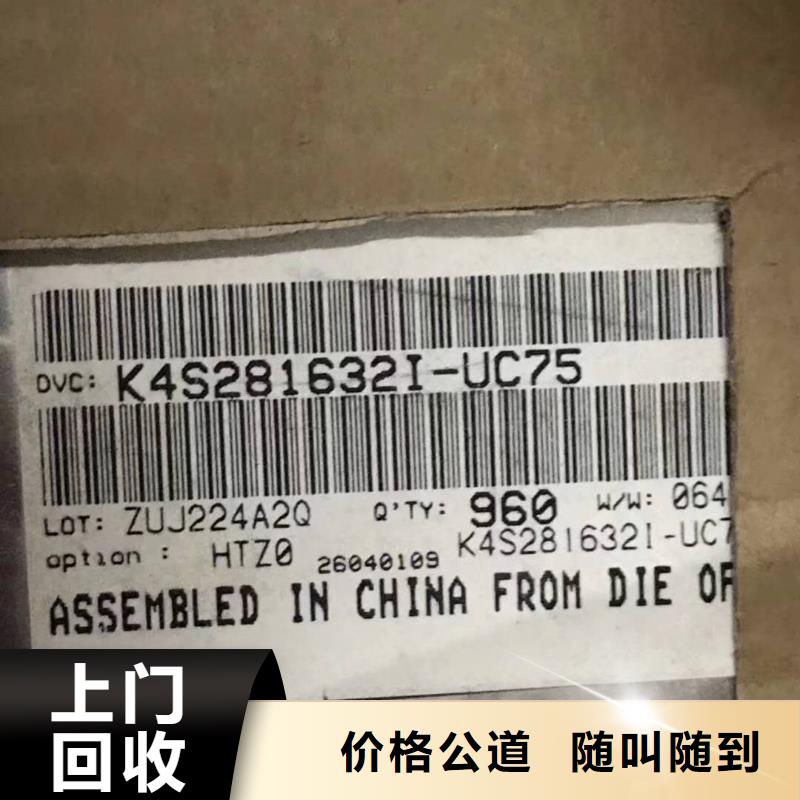 DVC: K4S281632I-UC75
LOT: ZUJ224A2Q Q'TY: 960 W/W: 064
option : HTZ0 26040109 K4S281632I-UC7
ASSEMBLED IN CHINA FROM DIE OF
上门
回收
价格公道 随叫随到